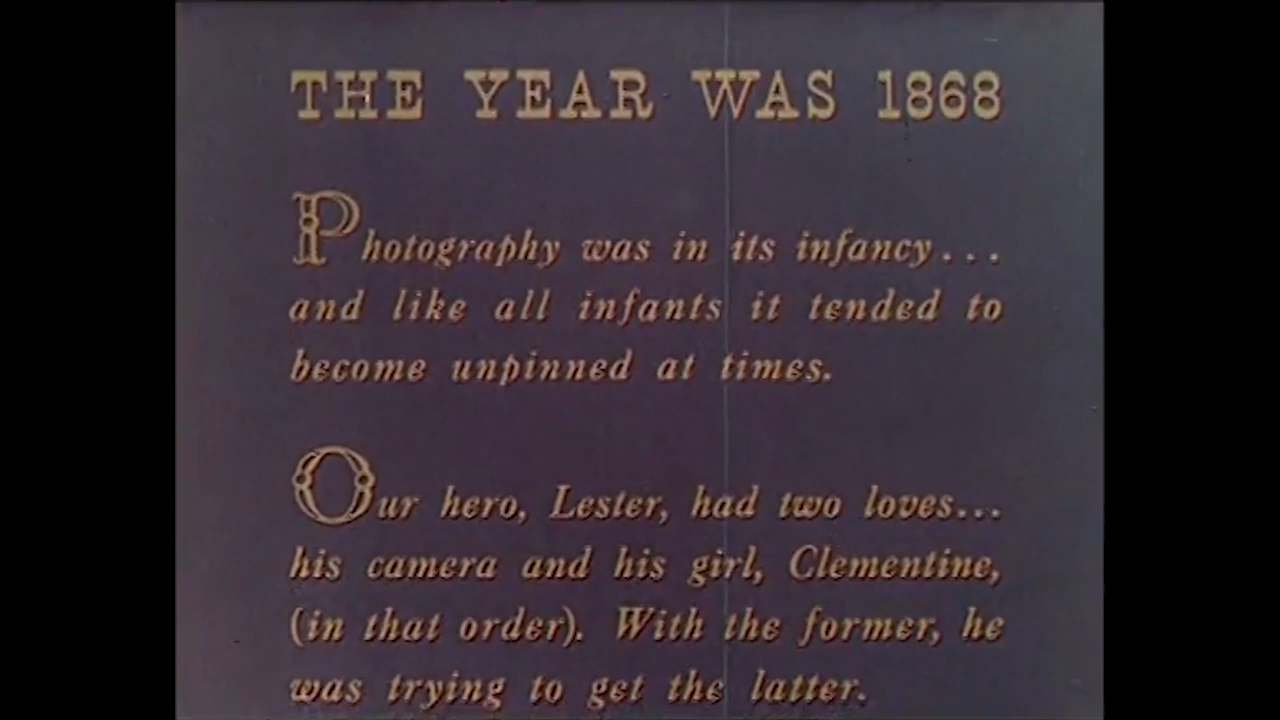 THE YEAR WAS 1868
Photography was in its infancy...
and like all infants it tended to
become unpinned at times.
Our hero, Lester, had two loves...
his camera and his girl, Clementine,
(in that order). With the former, he
was trying to get the latter.